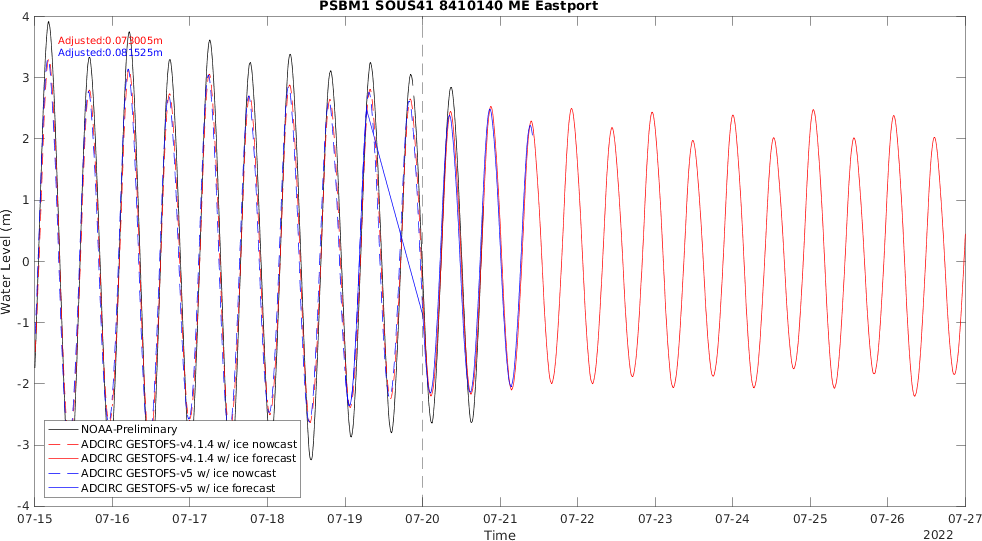 PSBM1 SOUS41 8410140 ME Eastport
Adjusted:0.073005m
Adjusted:0.081525m
Water Level (m)
4
3
2
1
0
-1
-2
-3
-4
NOAA-Preliminary
ADCIRC GESTOFS-v4.1.4 w/ ice nowcast
ADCIRC GESTOFS-v4.1.4 w/ ice forecast
ADCIRC GESTOFS-v5 w/ ice nowcast
ADCIRC GESTOFS-v5 w/ ice forecast
07-15 07-16 07-17 07-18 07-19 07-20 07-21 07-22 07-23 07-24 07-25 07-26 07-27
Time
2022